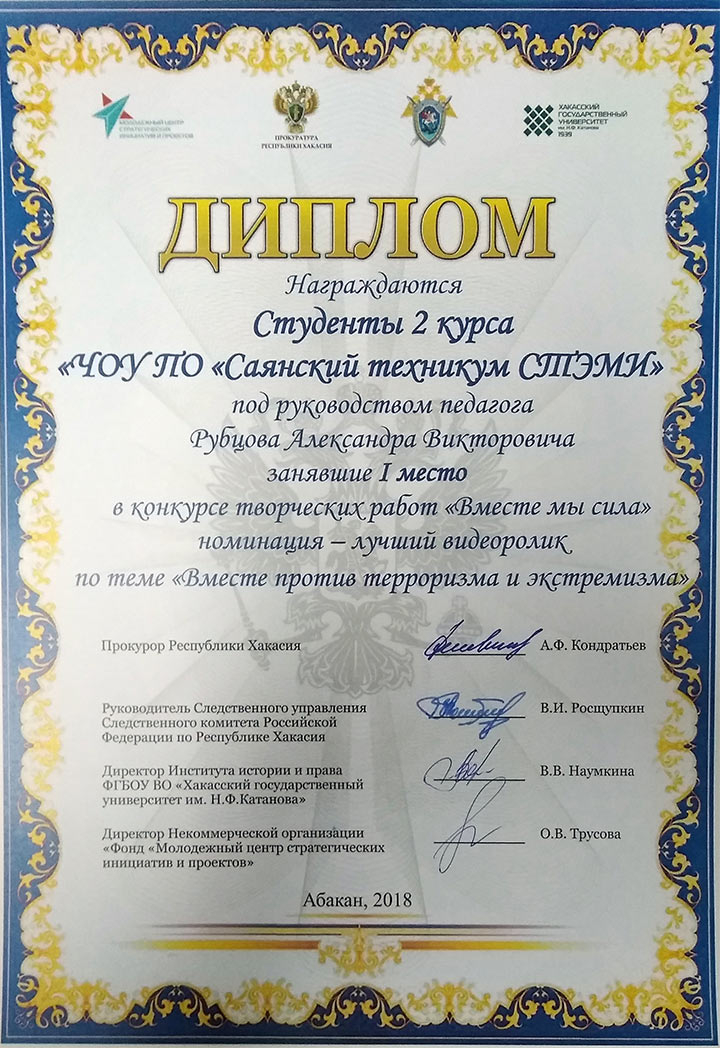 МОЛОДЕЖНЫЙ ЦЕНТР
СТРАТЕГИЧЕСКИХ
ИНИЦИАТИВ И ПРОЕКТОВ
ПРОКУРАТУРА
РЕСПУБЛИКИ ХАКАСИЯ
ХАКАССКИЙ
ГОСУДАРСТВЕННЫЙ
УНИВЕРСИТЕТ
им. Н.Ф. Катанова
1939
ДИПЛОМ
Награждаются
Студенты 2 курса
«ЧОУ ПО «Саянский техникум СТЭМИ»
под руководством педагога
Рубцова Александра Викторовича
занявшие I место
в конкурсе творческих работ «Вместе мы сила»
номинация – лучший видеоролик
по теме «Вместе против терроризма и экстремизма»
Прокурор Республики Хакасия А.Ф. Кондратьев
Руководитель Следственного управления В.И. Росщупкин
Следственного комитета Российской
Федерации по Республике Хакасия
Директор Института истории и права В.В. Наумкина
ФГБОУ ВО «Хакасский государственный
университет им. Н.Ф.Катанова»
Директор Некоммерческой организации О.В. Трусова
«Фонд «Молодежный центр стратегических
инициатив и проектов»
Абакан, 2018